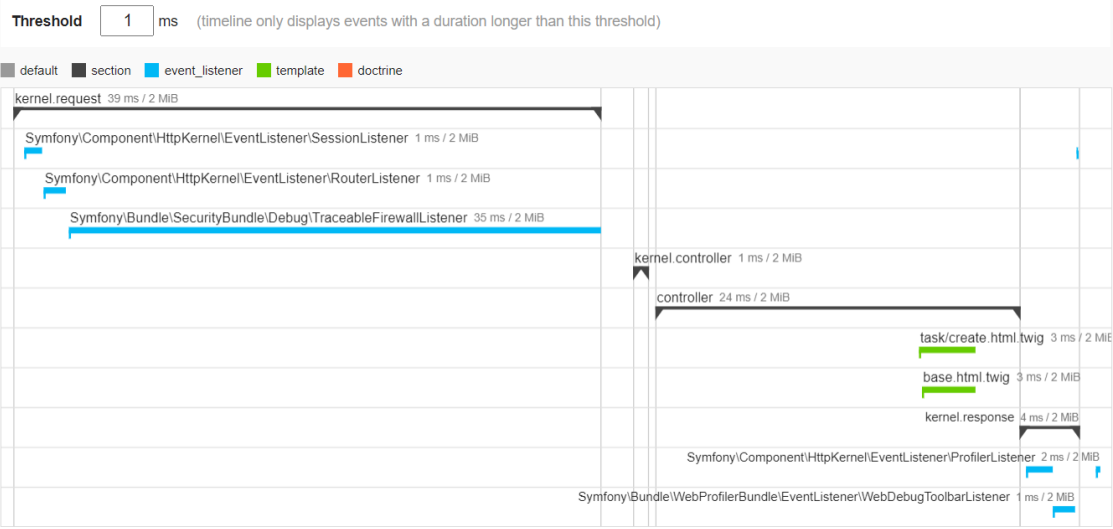 Threshold 1 ms (timeline only displays events with a duration longer than this threshold)
default section event_listener template doctrine
kernel.request 39 ms / 2 MiB
Symfony\Component\HttpKernel\EventListener\SessionListener 1 ms / 2 MiB
Symfony\Component\HttpKernel\EventListener\RouterListener 1 ms / 2 MiB
Symfony\Bundle\SecurityBundle\Debug\TraceableFirewallListener 35 ms / 2 MiB
kernel.controller 1 ms / 2 MiB
controller 24 ms / 2 MiB
task/create.html.twig 3 ms / 2 MiB
base.html.twig 3 ms / 2 MiB
kernel.response 4 ms / 2 MiB
Symfony\Component\HttpKernel\EventListener\ProfilerListener 2 ms / 2 MiB
Symfony\Bundle\WebProfilerBundle\EventListener\WebDebugToolbarListener 1 ms / 2 MiB